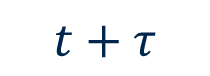 𝑡 + 𝜏